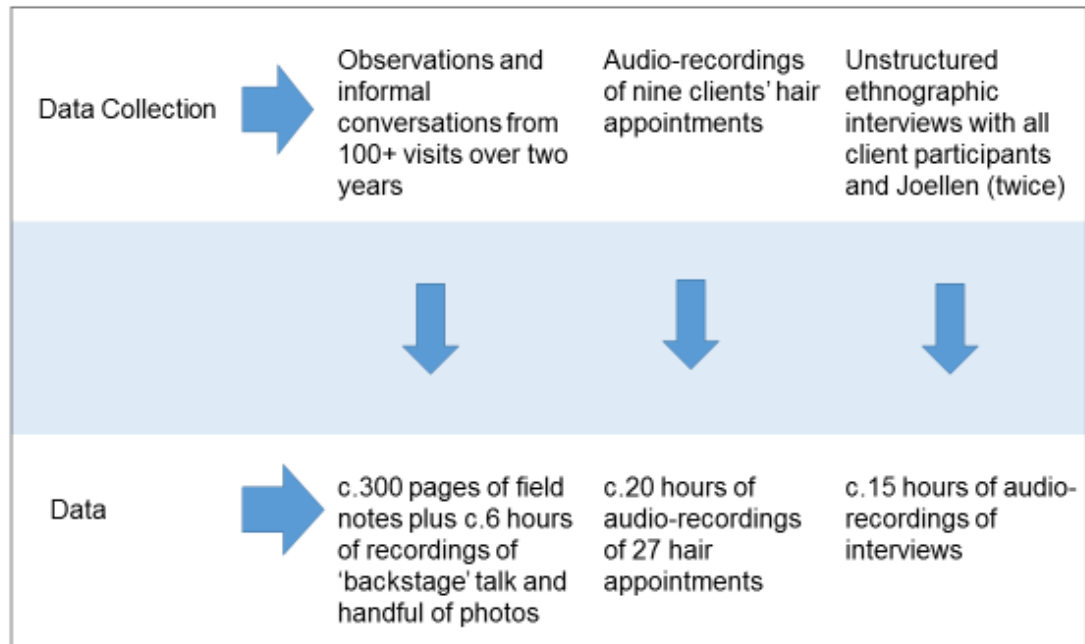 Data Collection
Observations and
informal
conversations from
100+ visits over two
years
Audio-recordings
of nine clients' hair
appointments
Unstructured
ethnographic
interviews with all
client participants
and Joellen (twice)
Data
c.300 pages of field
notes plus c.6 hours
of recordings of
'backstage' talk and
handful of photos
c.20 hours of
audio-recordings
of 27 hair
appointments
c.15 hours of audio-
recordings of
interviews